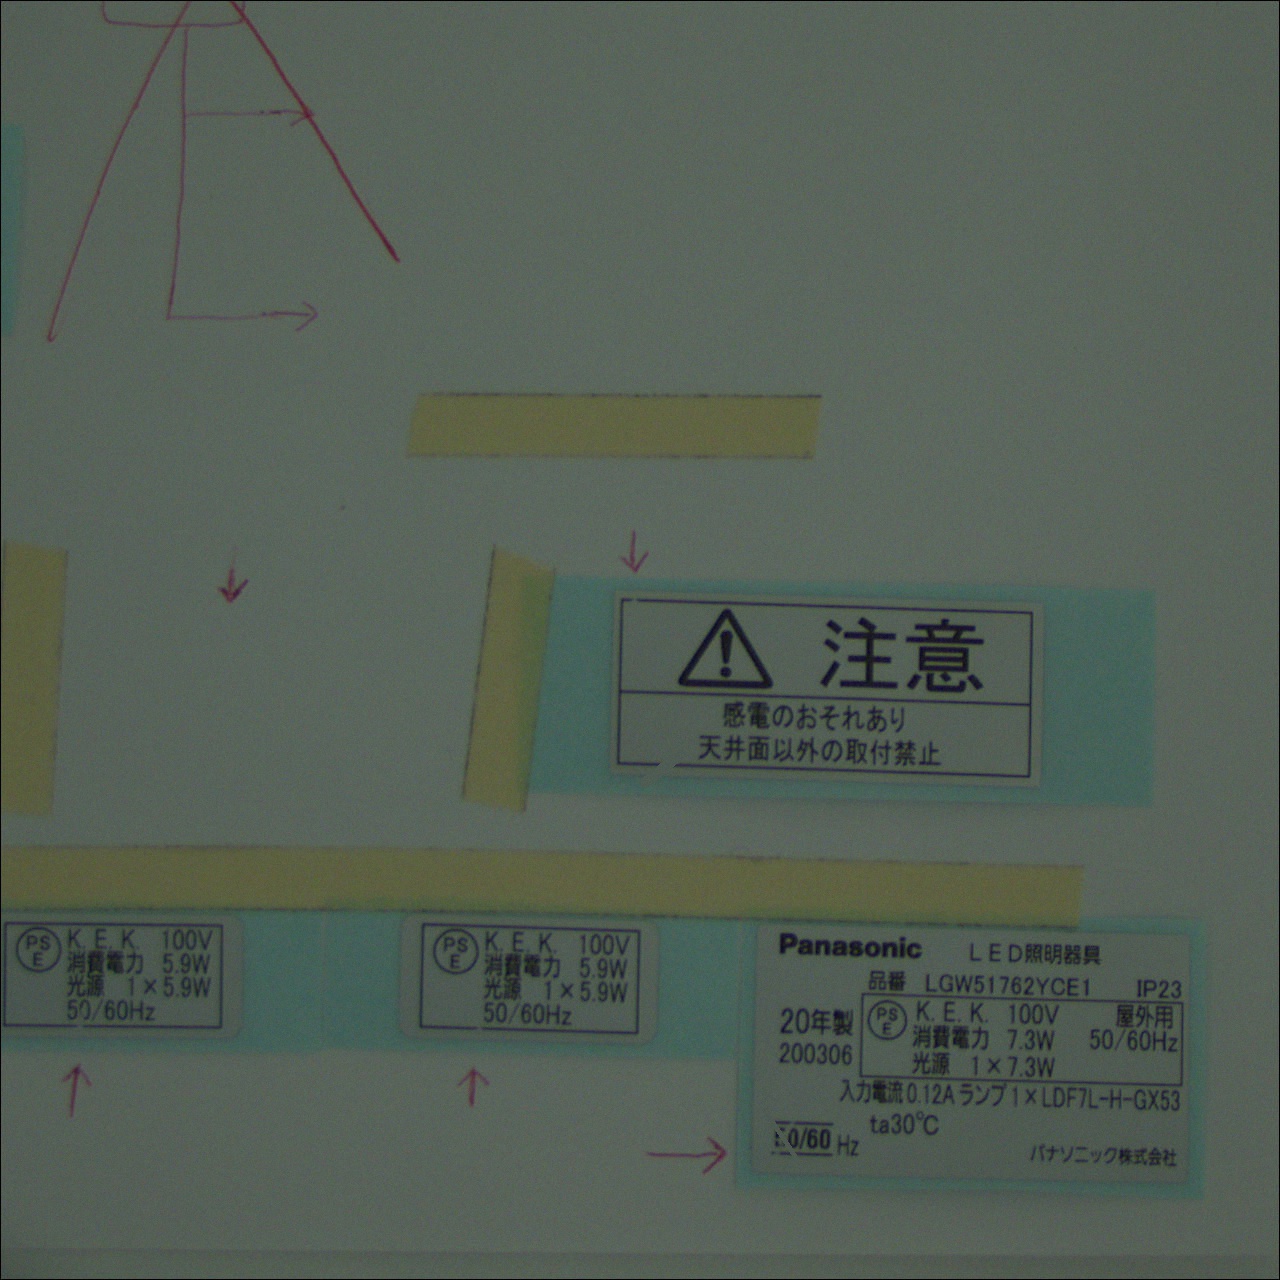 注意
感電のおそれあり
天井面以外の取付禁止
PS
E
K. E. K. 100V
消費電力 5.9W
光源 1×5.9W
50/60Hz
PS
E
K. E. K. 100V
消費電力 5.9W
光源 1×5.9W
50/60Hz
Panasonic LED照明器具
品番 LGW51762YCE1 IP23
20年製
200306
PS
E
K. E. K. 100V 屋外用
消費電力 7.3W 50/60Hz
光源 1×7.3W
入力電流0.12A ランプ1×LDF7L-H-GX53
ta30℃
50/60 Hz
パナソニック株式会社